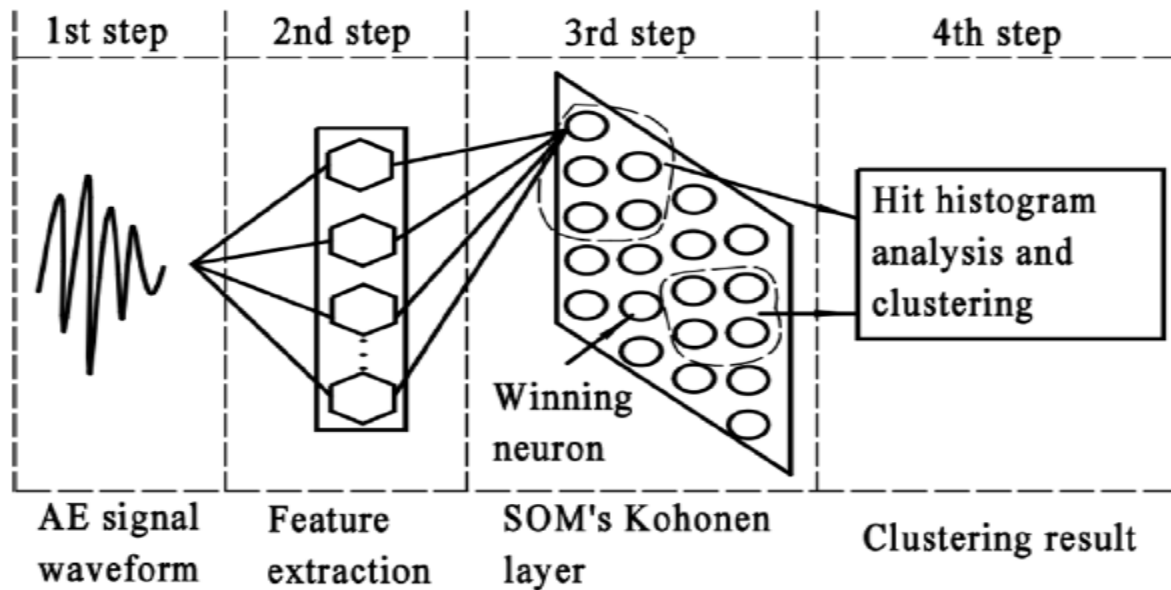 1st step
2nd step
3rd step
4th step
Hit histogram
analysis and
clustering
Winning
neuron
AE signal
waveform
Feature
extraction
SOM's Kohonen
layer
Clustering result